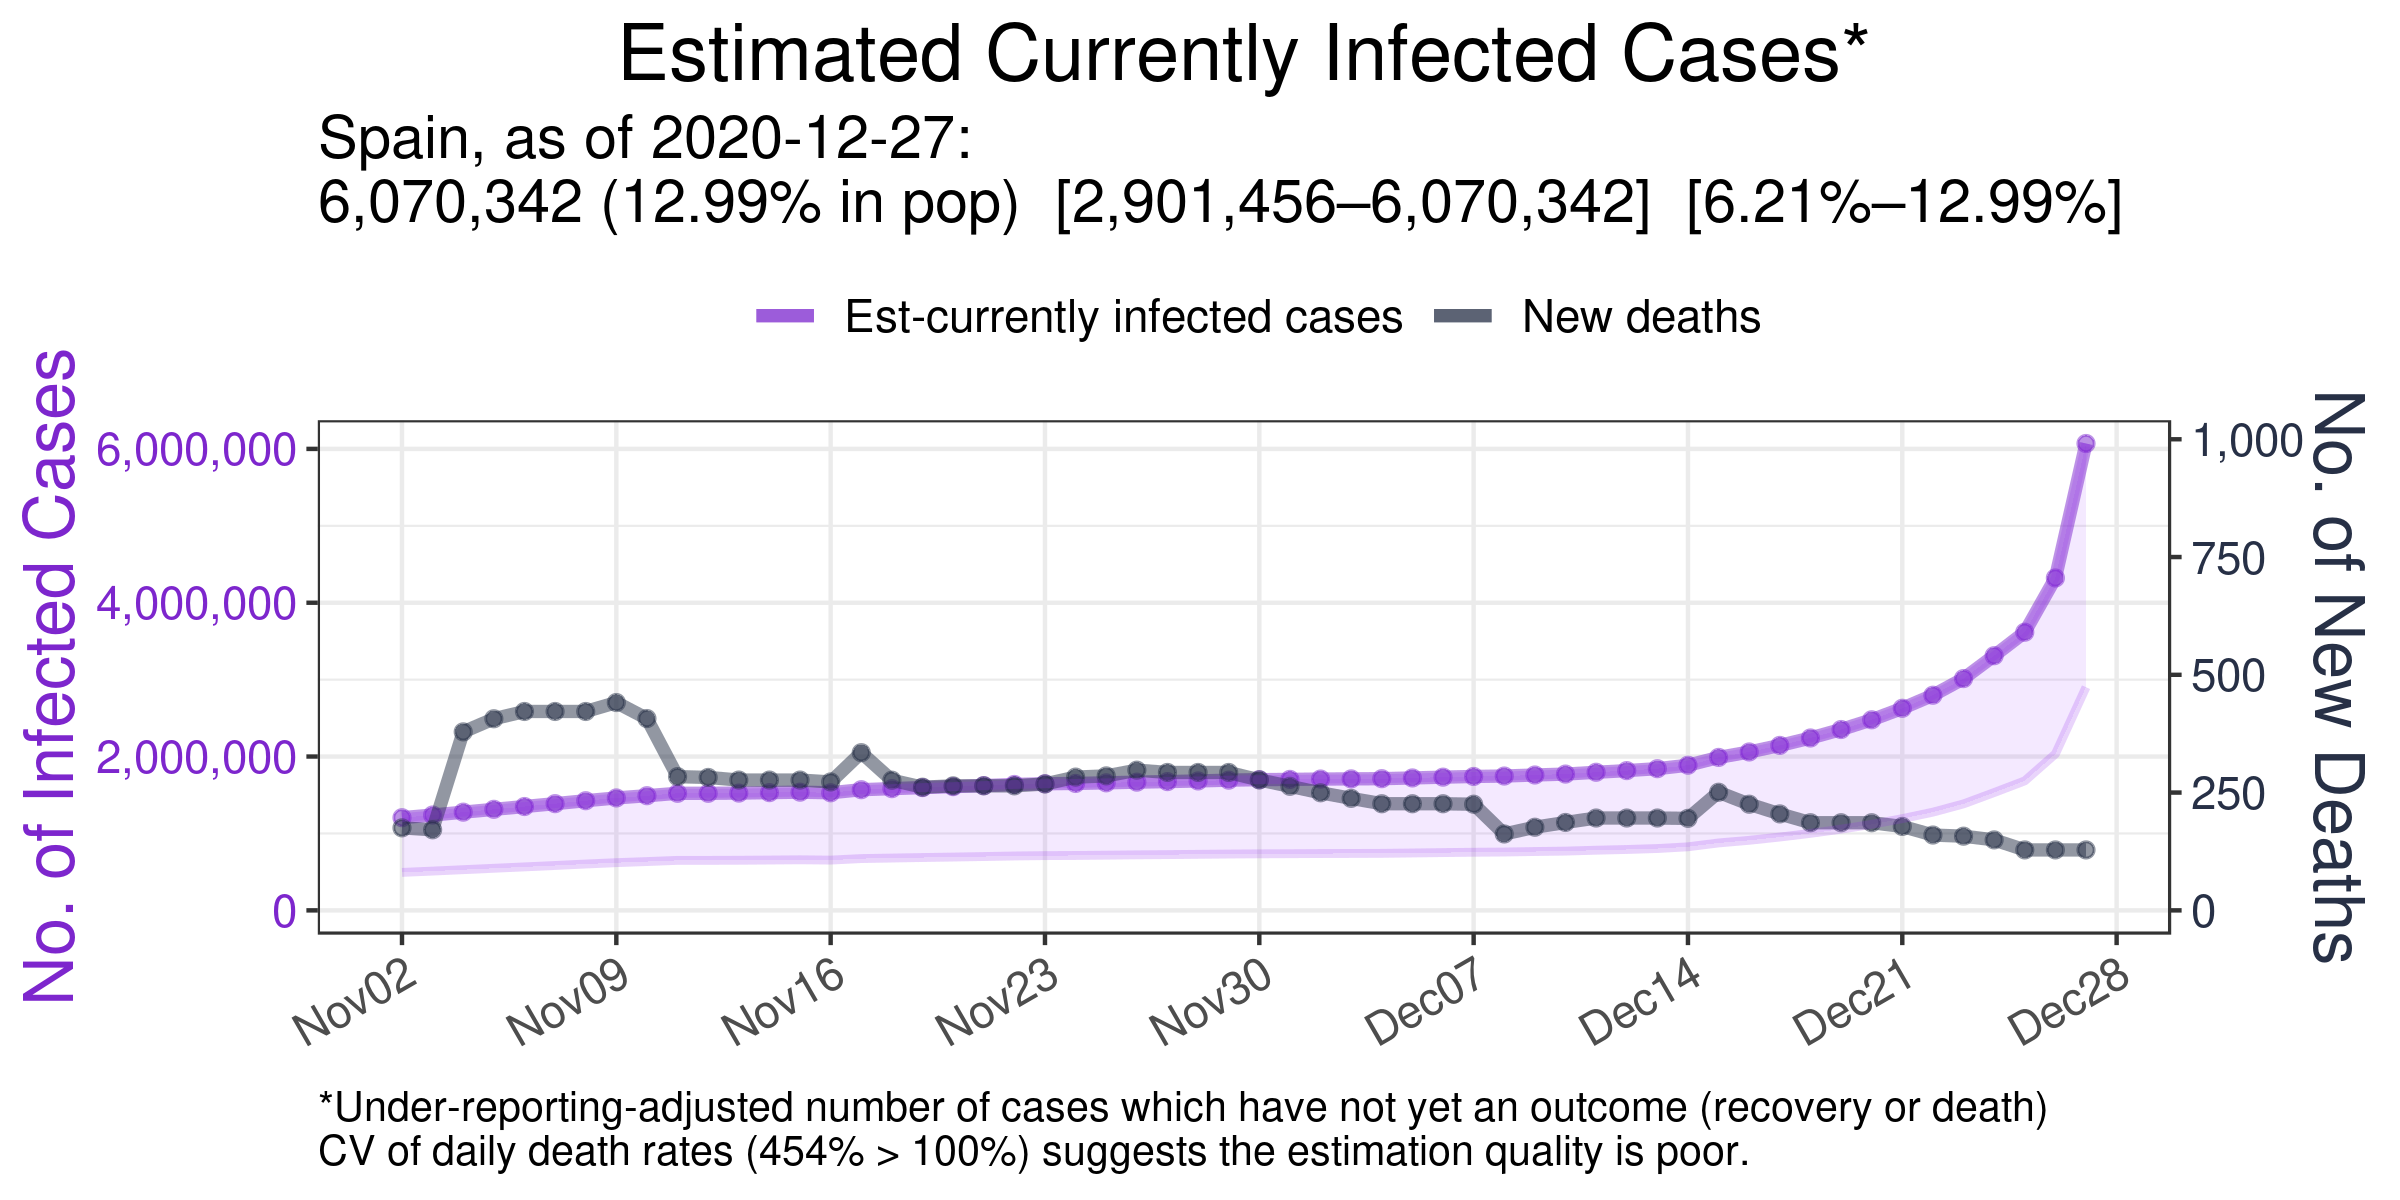 Estimated Currently Infected Cases*
Spain, as of 2020-12-27:
6,070,342 (12.99% in pop)  [2,901,456–6,070,342]  [6.21%–12.99%]
Est-currently infected cases
New deaths
No. of Infected Cases
6,000,000
4,000,000
2,000,000
0
1,000
750
500
250
0
No. of New Deaths
Nov02
Nov09
Nov16
Nov23
Nov30
Dec07
Dec14
Dec21
Dec28
*Under-reporting-adjusted number of cases which have not yet an outcome (recovery or death)
CV of daily death rates (454% > 100%) suggests the estimation quality is poor.